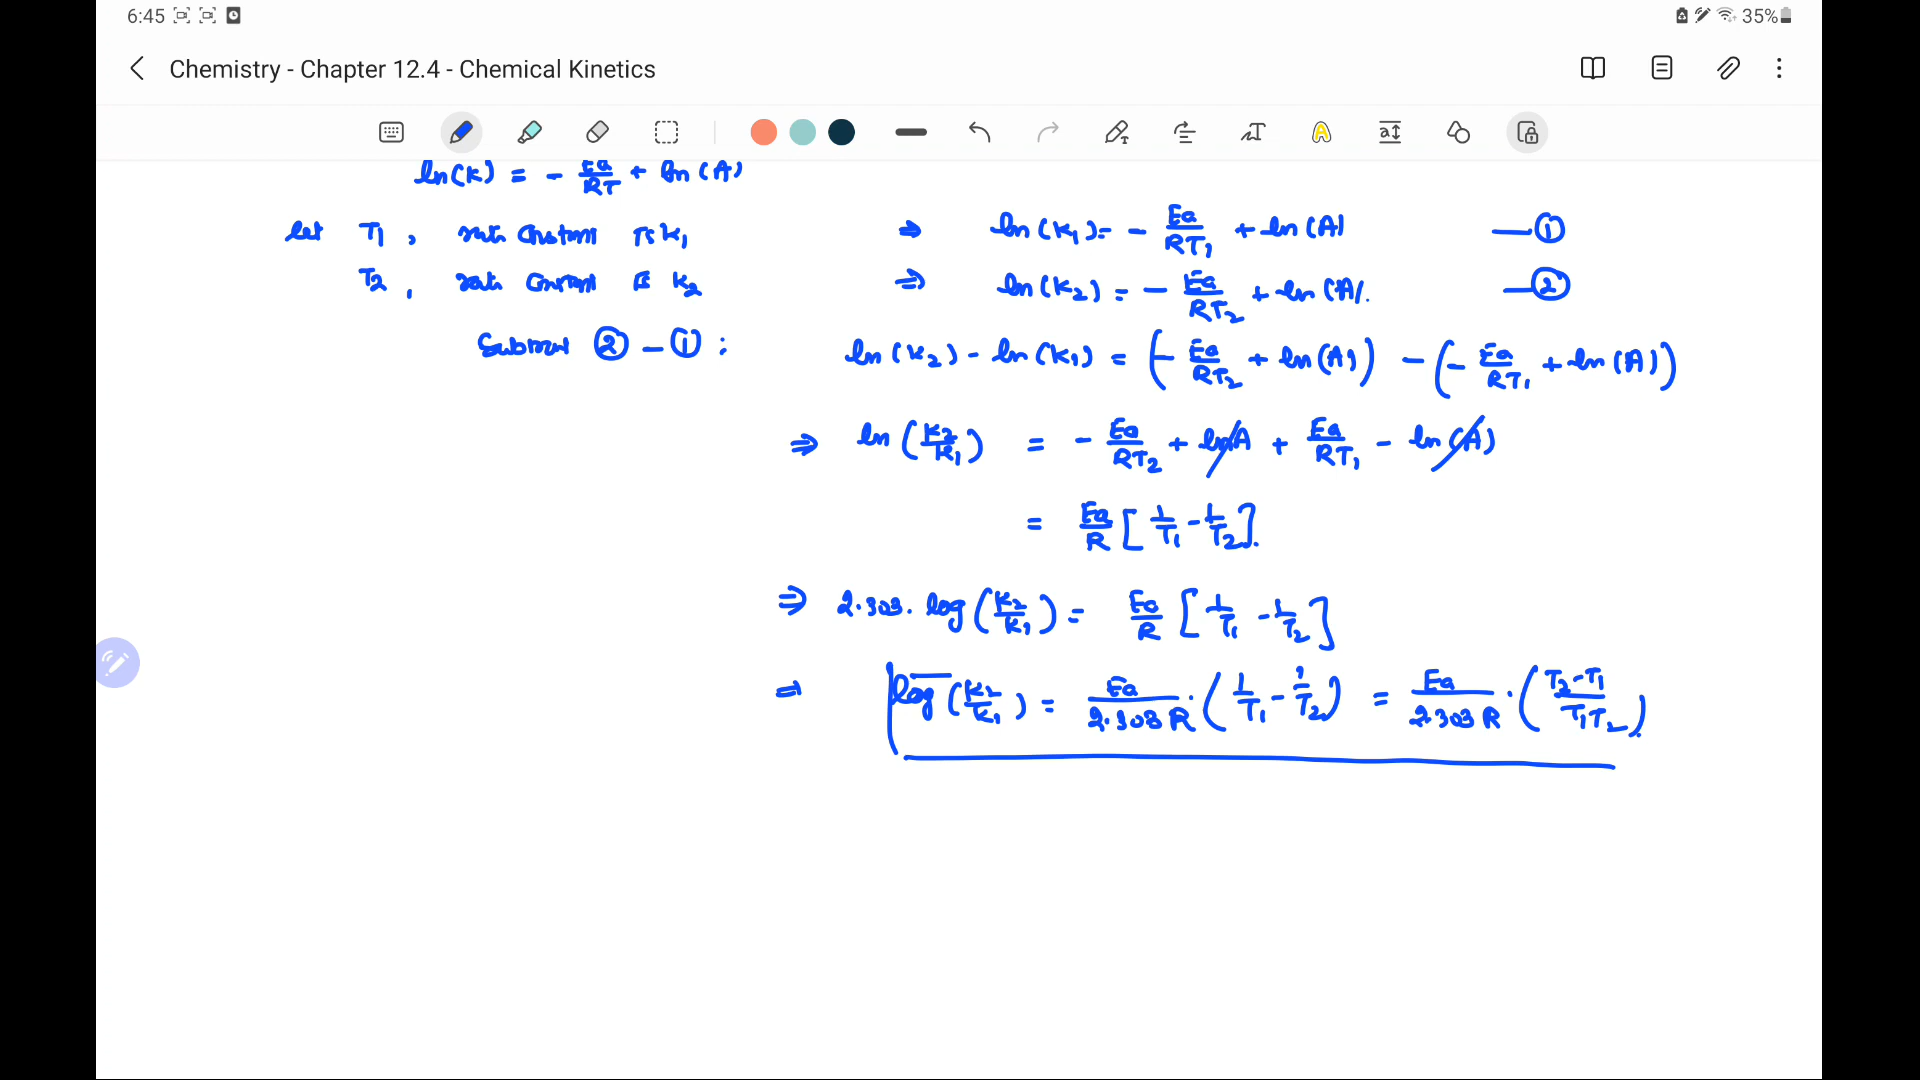 6:45 35%
Chemistry - Chapter 12.4 - Chemical Kinetics
ln(K) = - Ea/RT + ln(A)
let T₁, rate constant is K₁ ⇒ ln(K₁) = - Ea/RT₁ + ln(A) —①
T₂, rate constant is K₂ ⇒ ln(K₂) = - Ea/RT₂ + ln(A). —②
Subtract ② - ① : ln(K₂) - ln(K₁) = (- Ea/RT₂ + ln(A)) - (- Ea/RT₁ + ln(A))
⇒ ln(K₂/K₁) = - Ea/RT₂ + lnA + Ea/RT₁ - ln(A)
= Ea/R [1/T₁ - 1/T₂].
⇒ 2.303. log(K₂/K₁) = Ea/R [1/T₁ - 1/T₂]
⇒ log(K₂/K₁) = Ea/2.303 R . (1/T₁ - 1/T₂) = Ea/2.303 R . (T₂-T₁/T₁T₂).